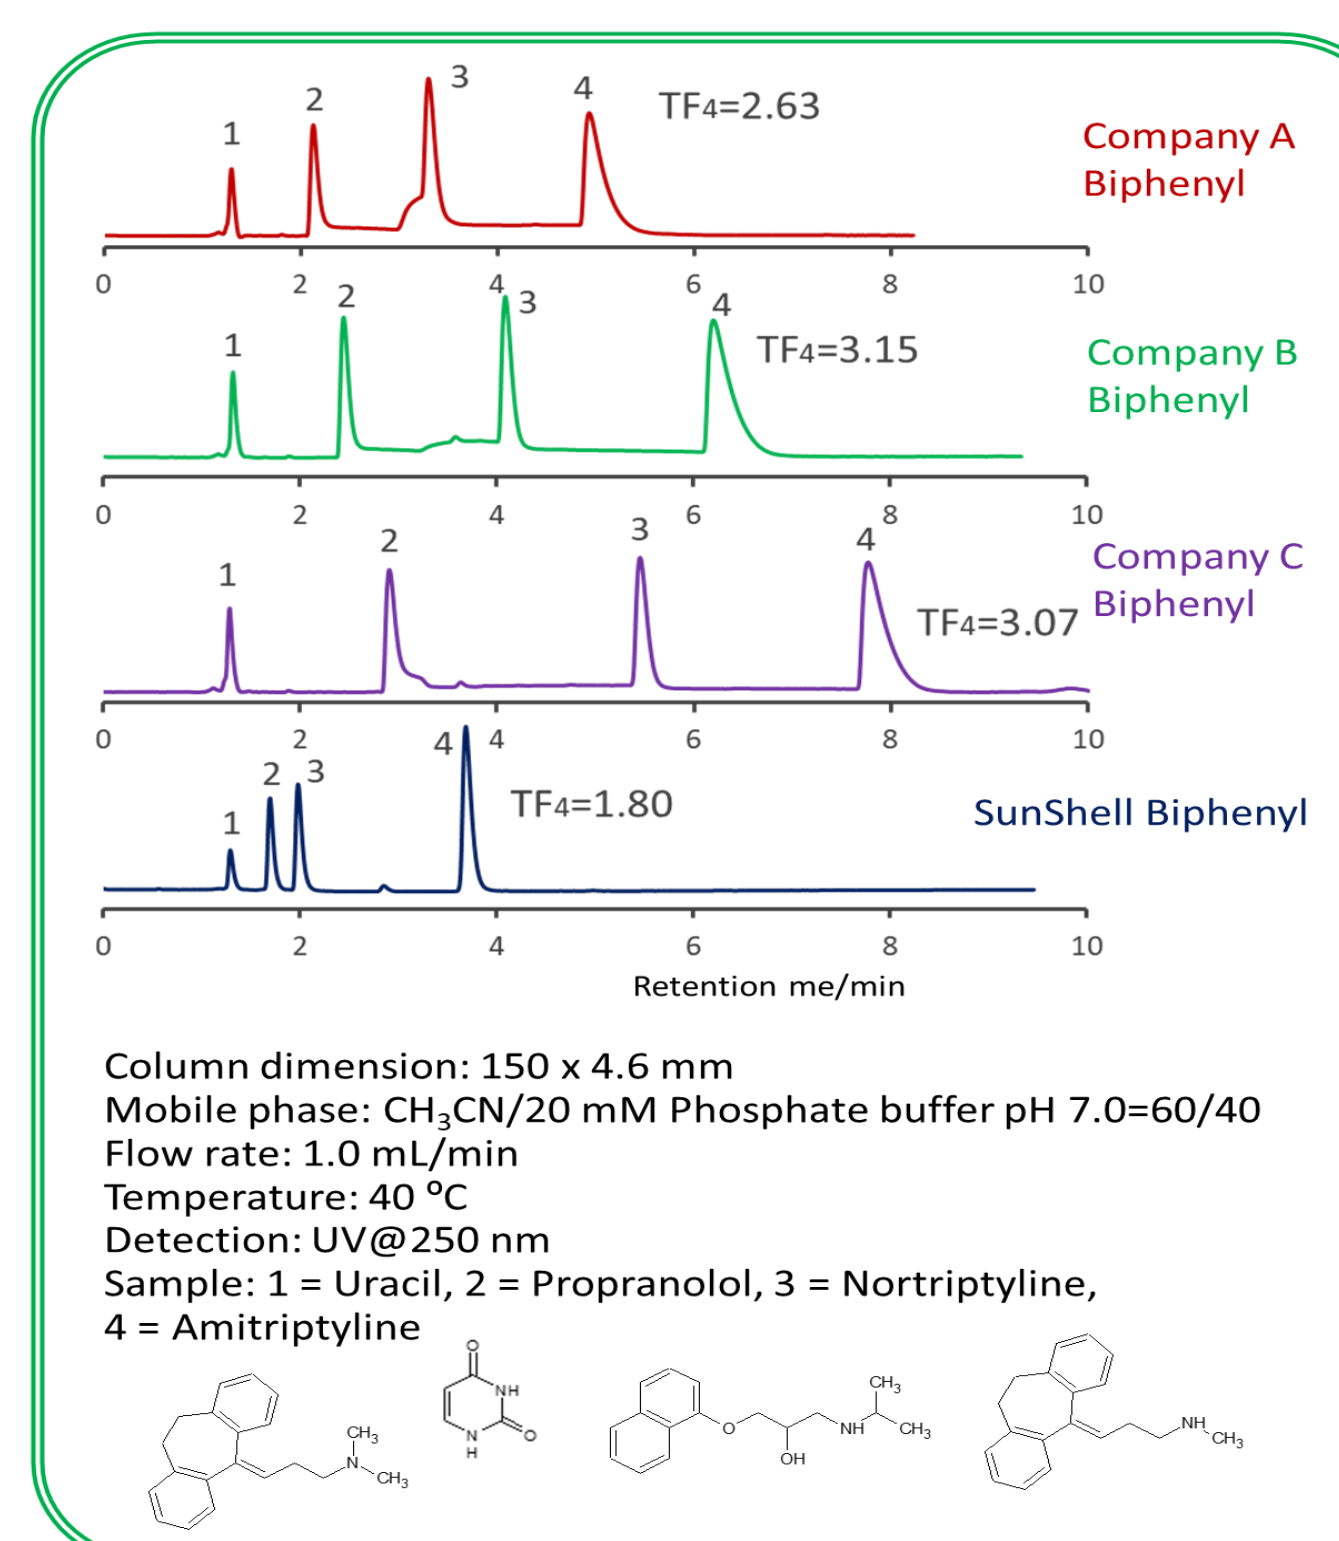 1 2 3 4 TF4=2.63
Company A
Biphenyl
0 2 4 6 8 10
1 2 3 4 TF4=3.15
Company B
Biphenyl
0 2 4 6 8 10
1 2 3 4 TF4=3.07
Company C
Biphenyl
0 2 4 6 8 10
1 2 3 4 TF4=1.80
SunShell Biphenyl
0 2 4 6 8 10
Retention me/min
Column dimension: 150 x 4.6 mm
Mobile phase: CH₃CN/20 mM Phosphate buffer pH 7.0=60/40
Flow rate: 1.0 mL/min
Temperature: 40 ºC
Detection: UV@250 nm
Sample: 1 = Uracil, 2 = Propranolol, 3 = Nortriptyline,
4 = Amitriptyline
CH₃
N
CH₃
O
NH
N
H
O
O
OH
NH
CH₃
CH₃
NH
CH₃